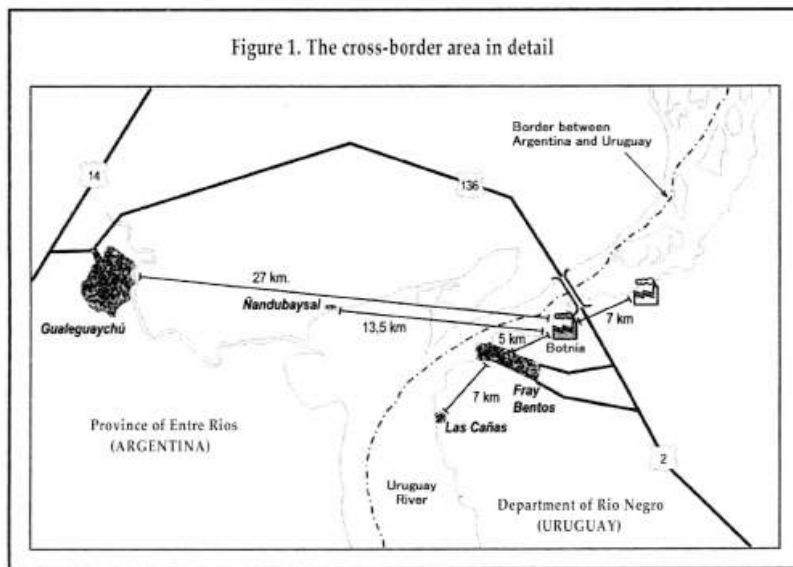 Figure 1. The cross-border area in detail
Border between
Argentina and Uruguay
14
136
27 km.
Ñandubaysal
13,5 km
Gualeguaychú
7 km
Botnia
5 km
Fray
Bentos
7 km
Las Cañas
Province of Entre Rios
(ARGENTINA)
2
Uruguay
River
Department of Rio Negro
(URUGUAY)